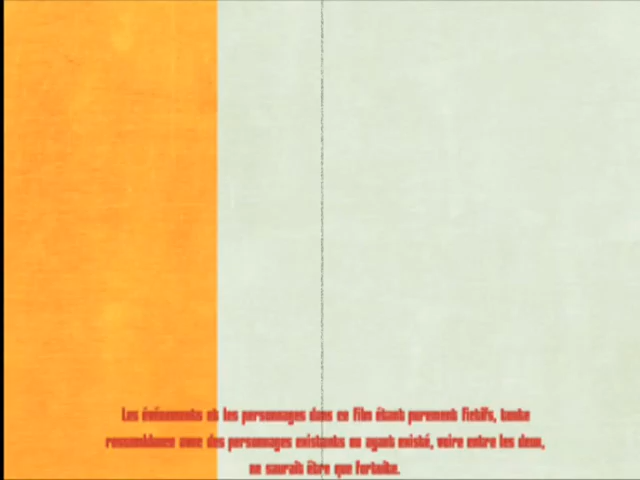 Les événements et les personnages dans ce film étant purement fictifs, toute
ressemblance avec des personnages existants ou ayant existé, voire entre les deux,
ne saurait être que fortuite.